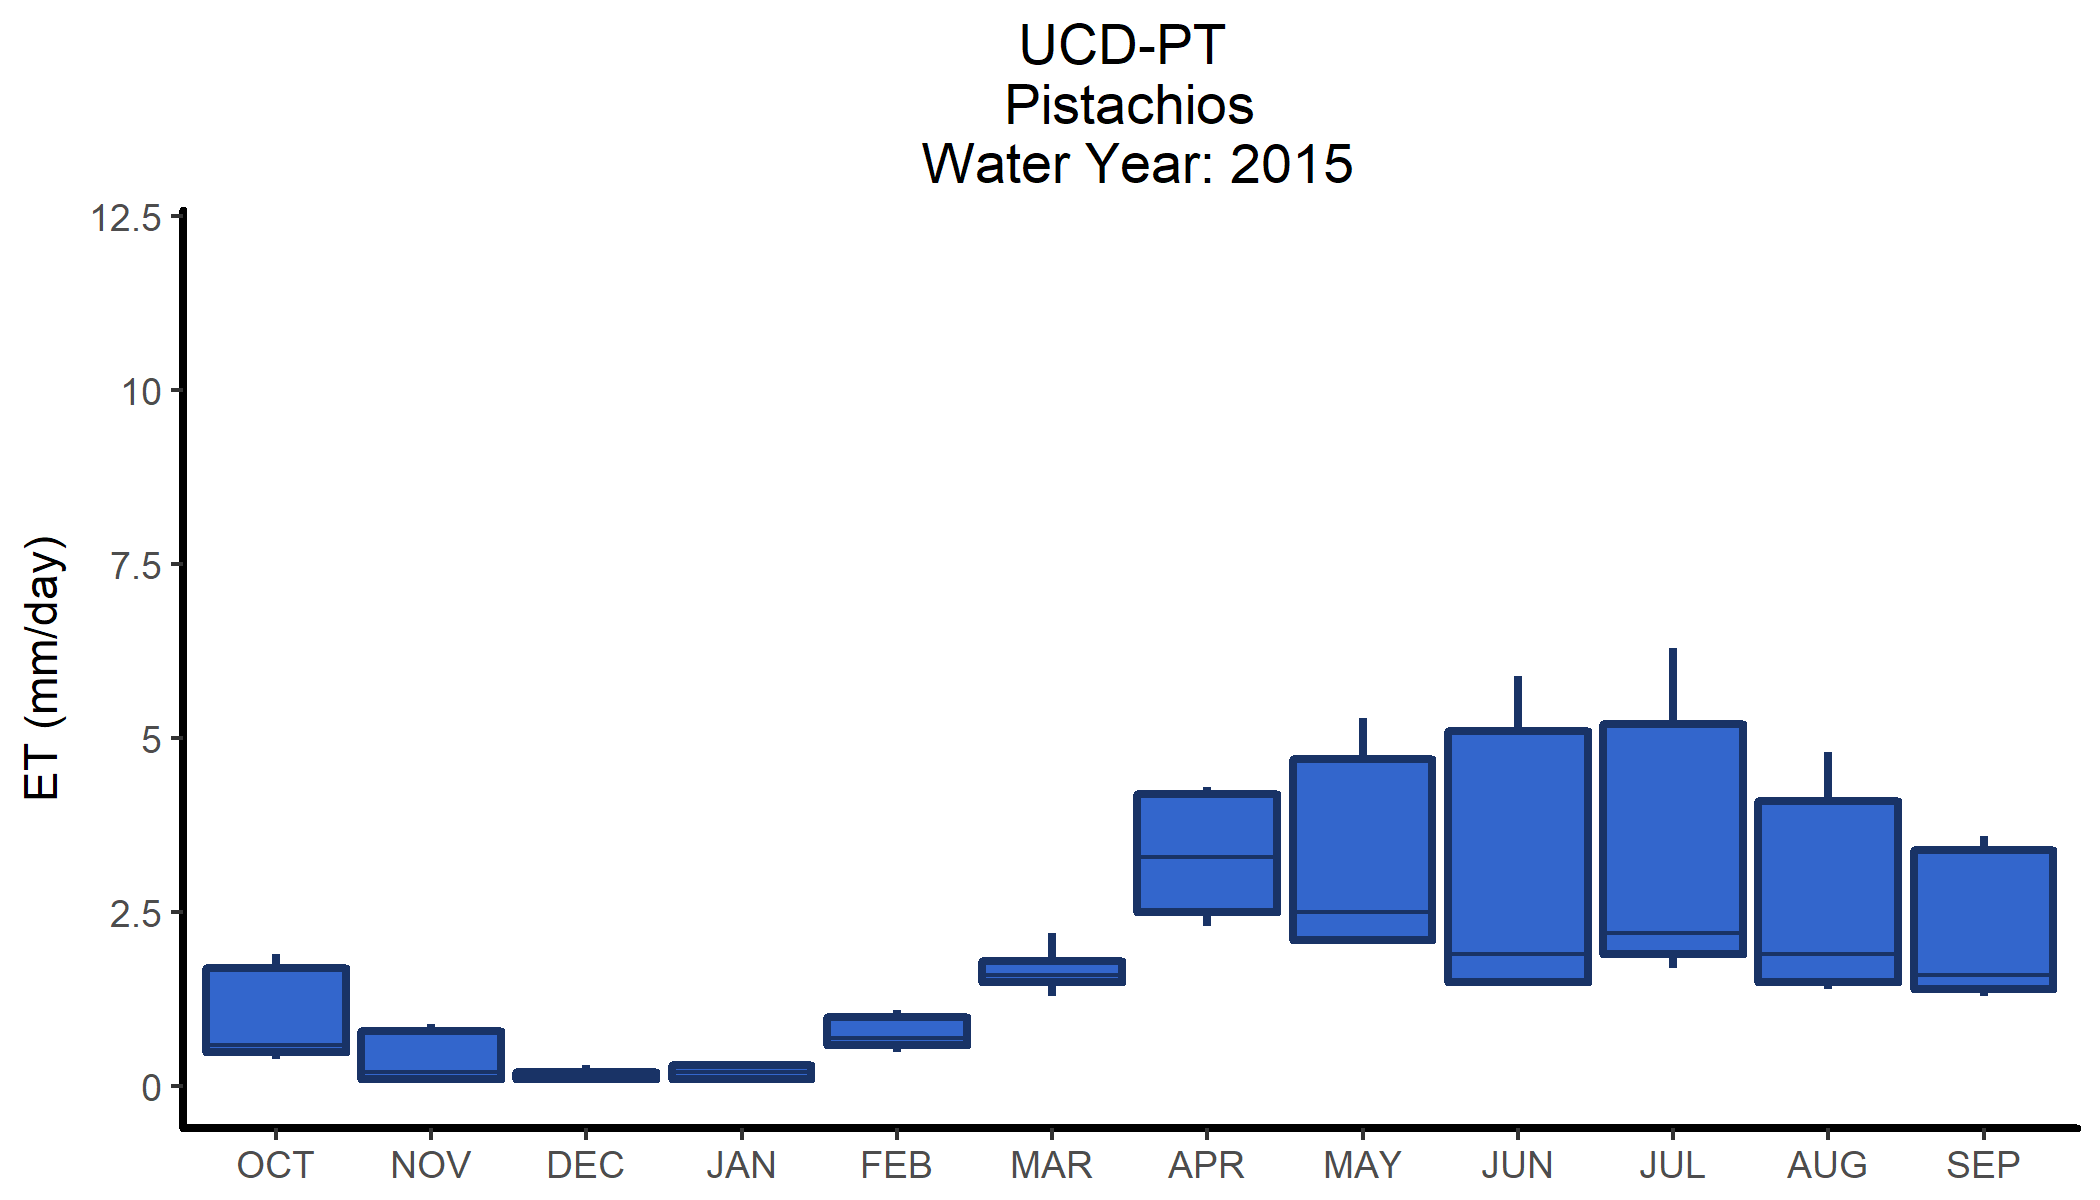 UCD-PT
Pistachios
Water Year: 2015
12.5
10
7.5
5
2.5
0
ET (mm/day)
OCT NOV DEC JAN FEB MAR APR MAY JUN JUL AUG SEP